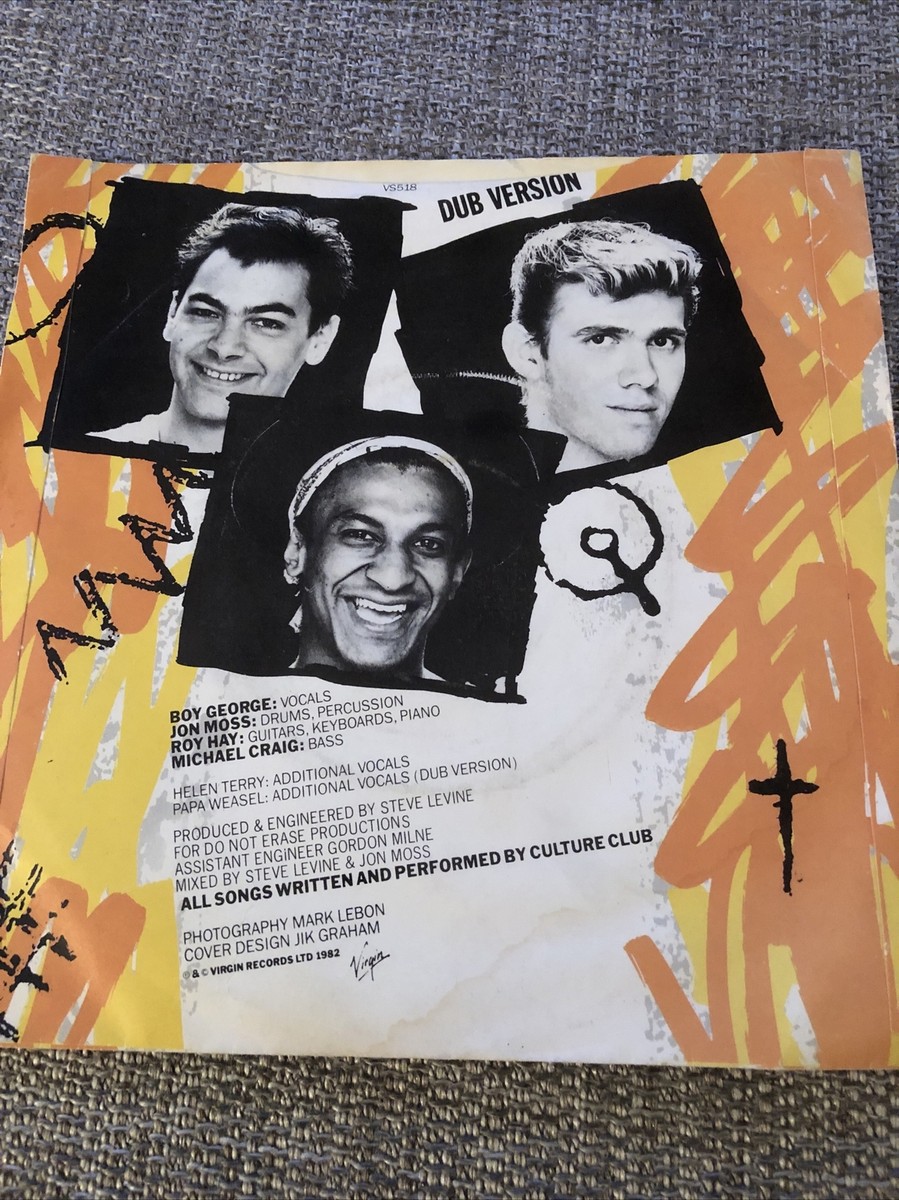 VS518
DUB VERSION
BOY GEORGE: VOCALS
JON MOSS: DRUMS, PERCUSSION
ROY HAY: GUITARS, KEYBOARDS, PIANO
MICHAEL CRAIG: BASS
HELEN TERRY: ADDITIONAL VOCALS
PAPA WEASEL: ADDITIONAL VOCALS (DUB VERSION)
PRODUCED & ENGINEERED BY STEVE LEVINE
FOR DO NOT ERASE PRODUCTIONS
ASSISTANT ENGINEER GORDON MILNE
MIXED BY STEVE LEVINE & JON MOSS
ALL SONGS WRITTEN AND PERFORMED BY CULTURE CLUB
PHOTOGRAPHY MARK LEBON
COVER DESIGN JIK GRAHAM
℗ & © VIRGIN RECORDS LTD 1982 Virgin